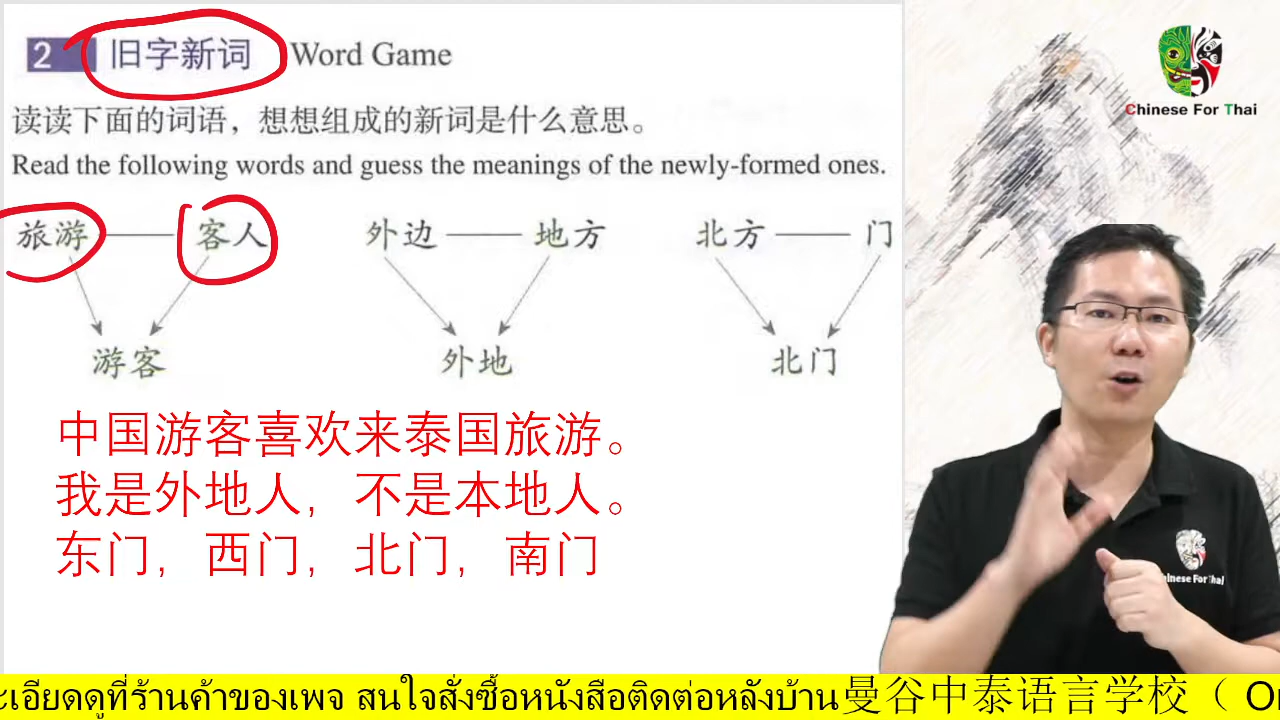 2 旧字新词 Word Game
读读下面的词语，想想组成的新词是什么意思。
Read the following words and guess the meanings of the newly-formed ones.
旅游 客人 外边 地方 北方 门
游客 外地 北门
中国游客喜欢来泰国旅游。
我是外地人，不是本地人。
东门，西门，北门，南门
Chinese For Thai
Chinese For Thai
ะเอียดดูที่ร้านค้าของเพจ สนใจสั่งซื้อหนังสือติดต่อหลังบ้าน曼谷中泰语言学校（ On